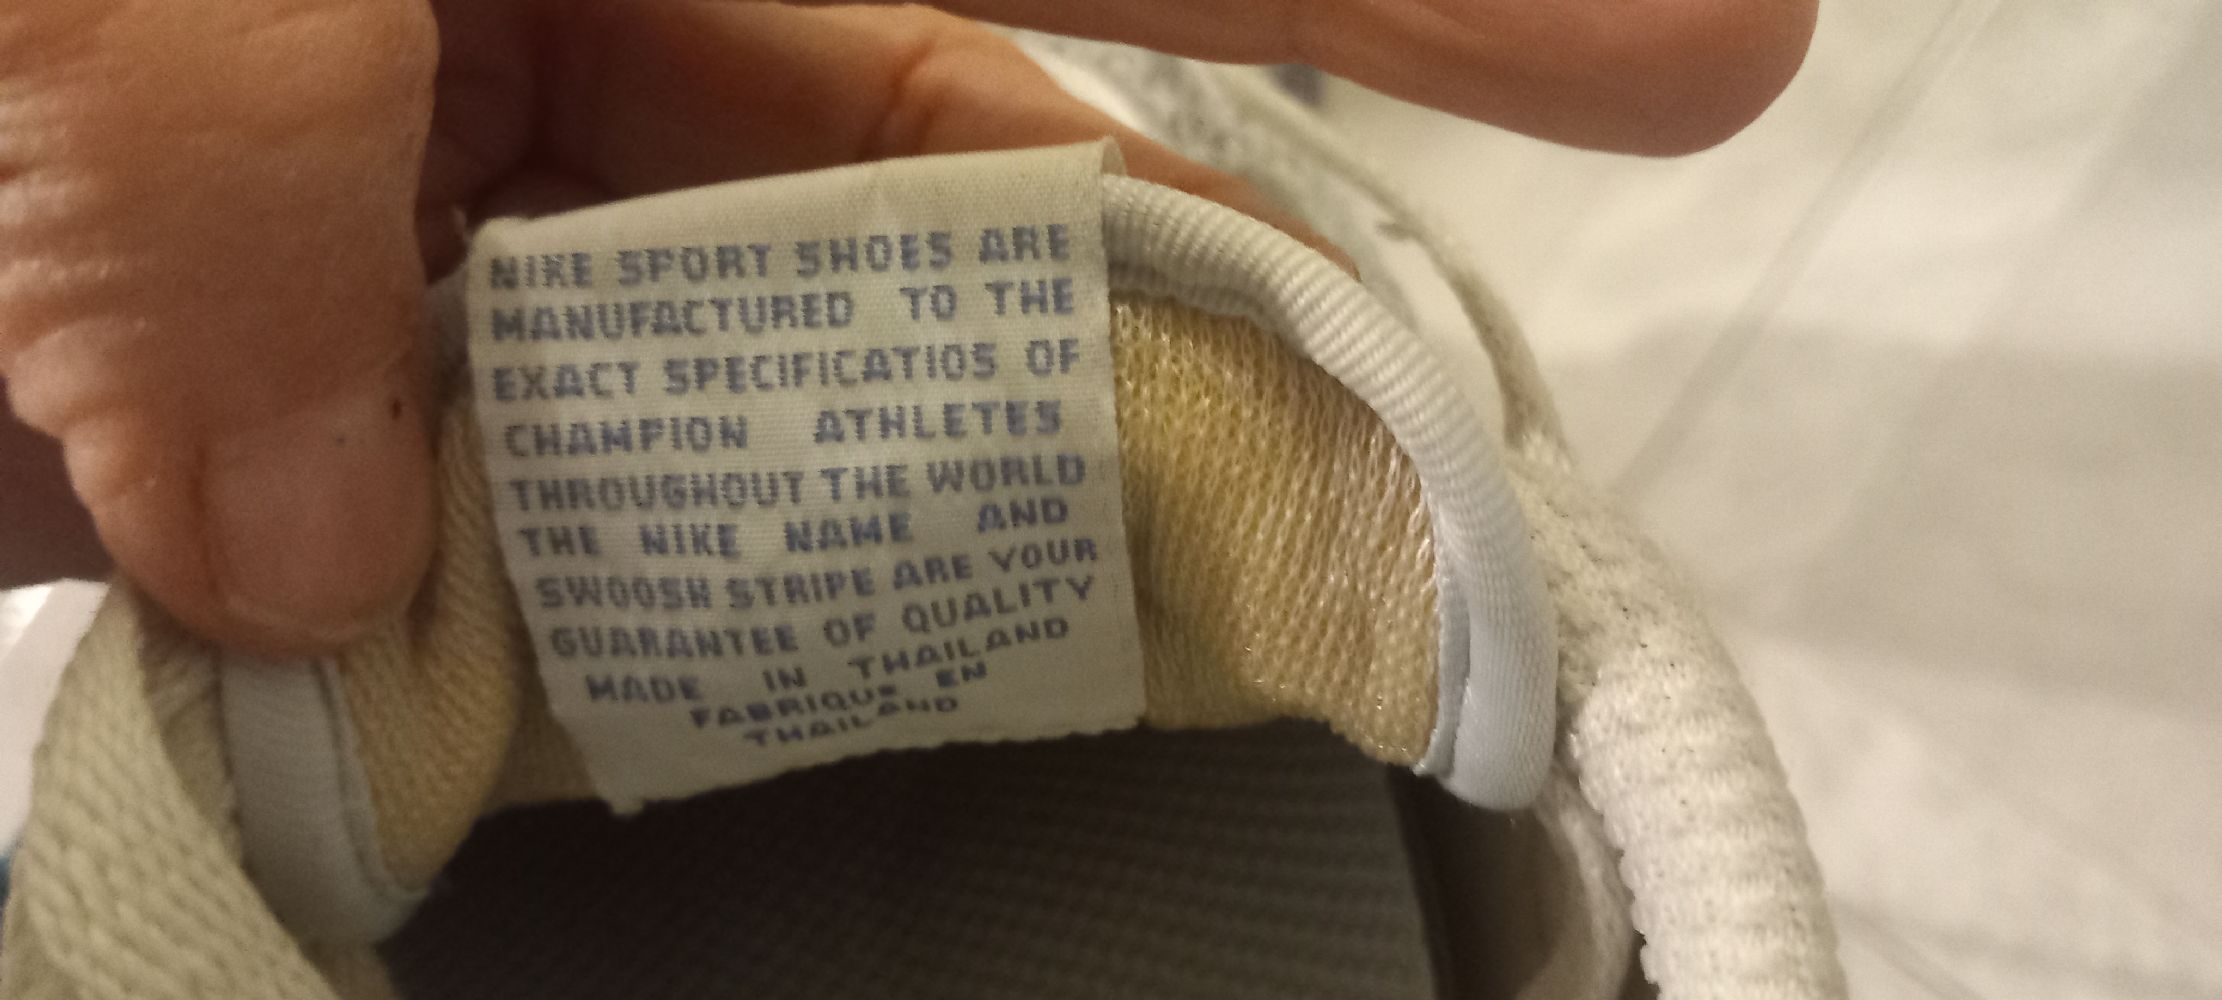 NIKE SPORT SHOES ARE
MANUFACTURED TO THE
EXACT SPECIFICATIOS OF
CHAMPION ATHLETES
THROUGHOUT THE WORLD
THE NIKE NAME AND
SWOOSH STRIPE ARE YOUR
GUARANTEE OF QUALITY
MADE IN THAILAND
FABRIQUE EN
THAILAND